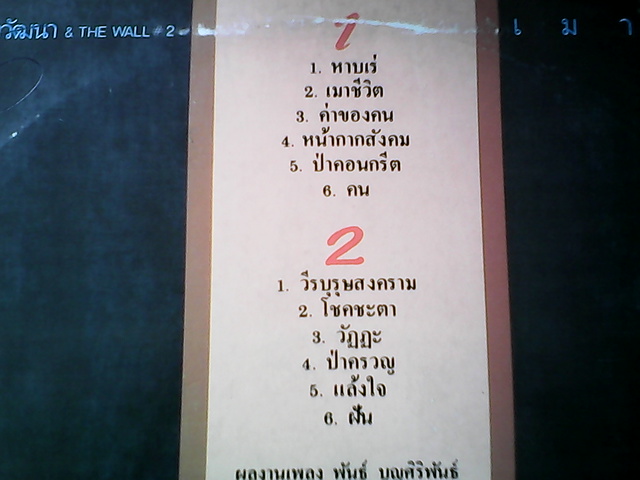 วัฒนา & THE WALL # 2
เ ม า
1
1. หาบเร่
2. เมาชีวิต
3. ค่าของคน
4. หน้ากากสังคม
5. ป่าคอนกรีต
6. คน
2
1. วีรบุรุษสงคราม
2. โชคชะตา
3. วัฏฏะ
4. ป่าครวญ
5. แล้งใจ
6. ฝัน
ผลงานเพลง พันธ์ บุญศิริพันธ์